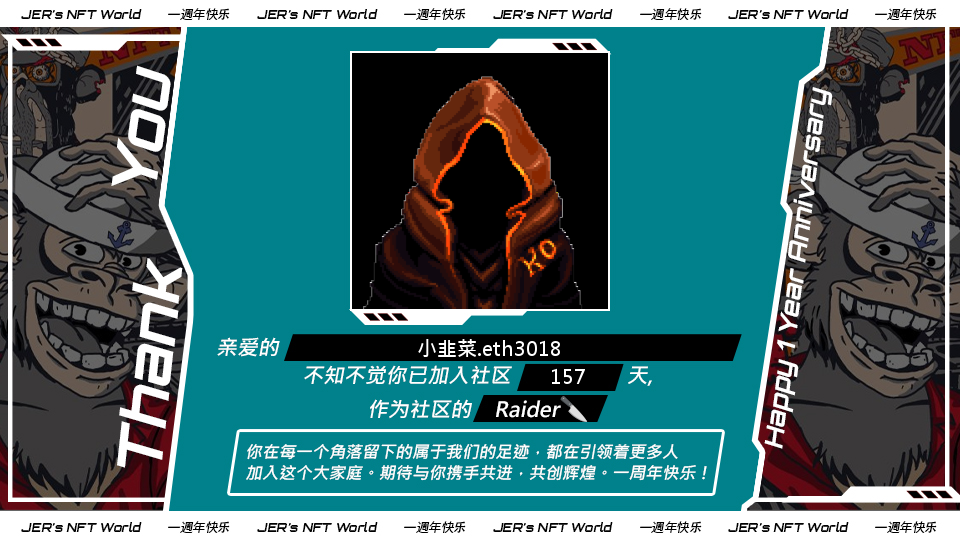 JER's NFT World 一週年快乐 JER's NFT World 一週年快乐 JER's NFT World 一週年快乐 JER's NFT World 一週年快乐
Thank You
KO
亲爱的 小韭菜.eth3018
不知不觉你已加入社区 157 天,
作为社区的 Raider🔪
你在每一个角落留下的属于我们的足迹，都在引领着更多人
加入这个大家庭。期待与你携手共进，共创辉煌。一周年快乐！
Happy 1 Year Anniversary
JER's NFT World 一週年快乐 JER's NFT World 一週年快乐 JER's NFT World 一週年快乐 JER's NFT World 一週年快乐